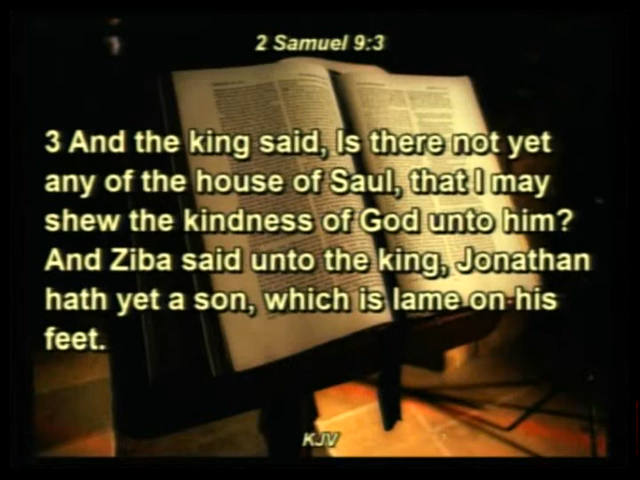 2 Samuel 9:3
3 And the king said, Is there not yet
any of the house of Saul, that I may
shew the kindness of God unto him?
And Ziba said unto the king, Jonathan
hath yet a son, which is lame on his
feet.
KJV